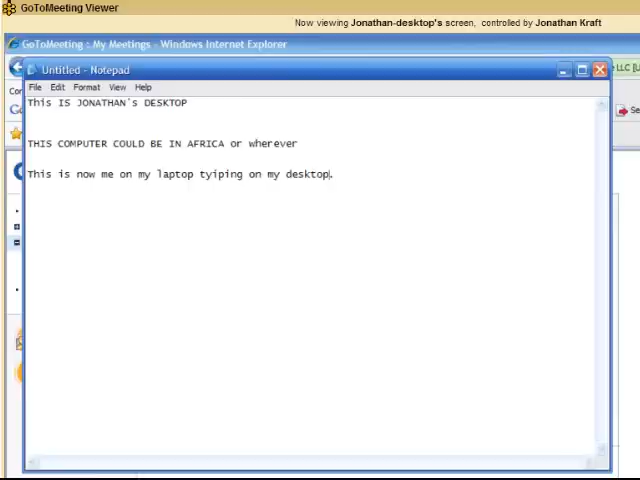 GoToMeeting Viewer
Now viewing Jonathan-desktop's screen, controlled by Jonathan Kraft
GoToMeeting : My Meetings - Windows Internet Explorer
Untitled - Notepad
LLC [U
File Edit Format View Help
This IS JONATHAN'S DESKTOP
THIS COMPUTER COULD BE IN AFRICA or wherever
This is now me on my laptop tyiping on my desktop.